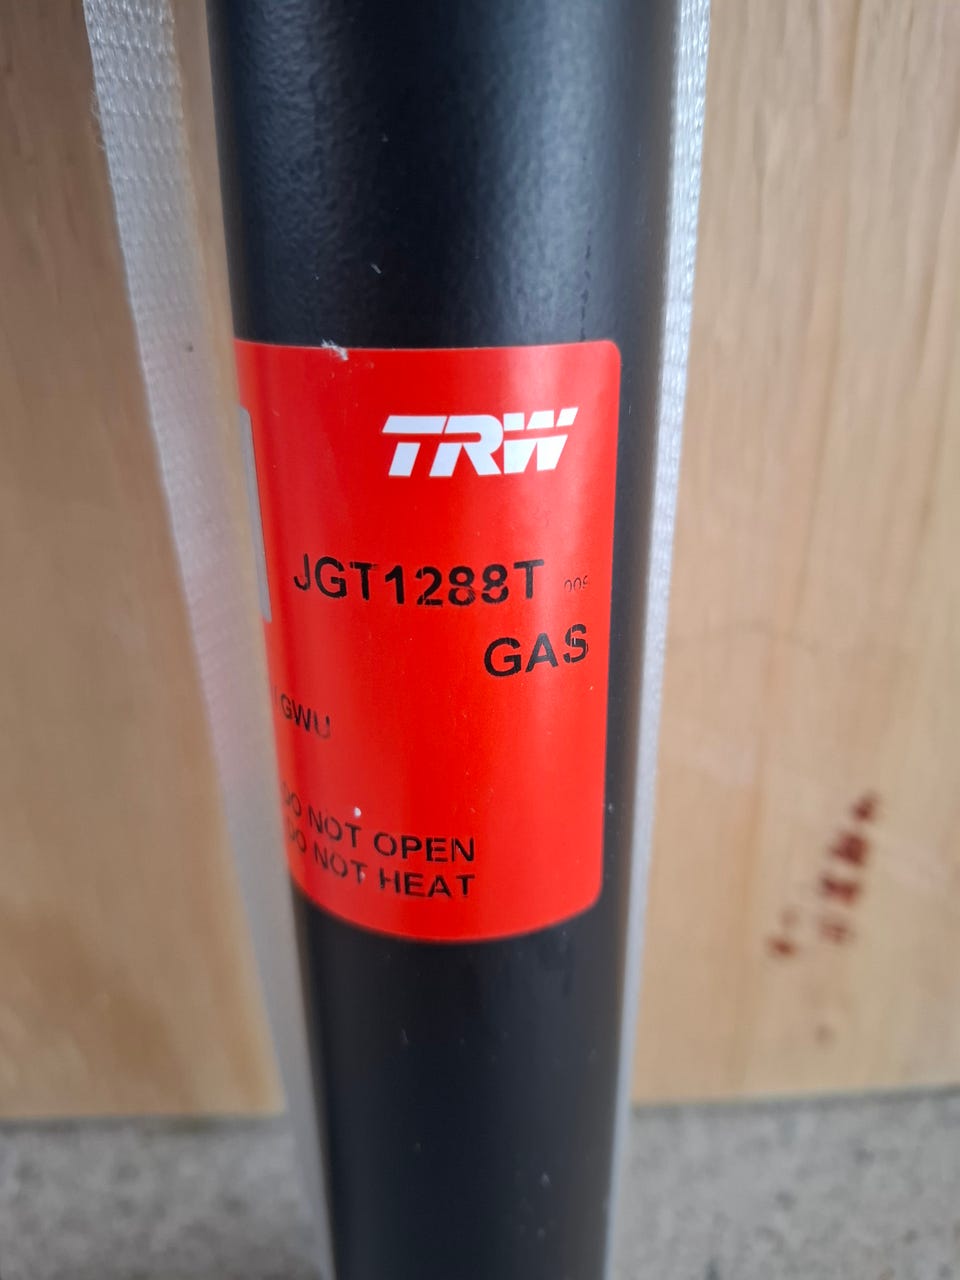 TRW
JGT1288T
GAS
GWU
DO NOT OPEN
DO NOT HEAT